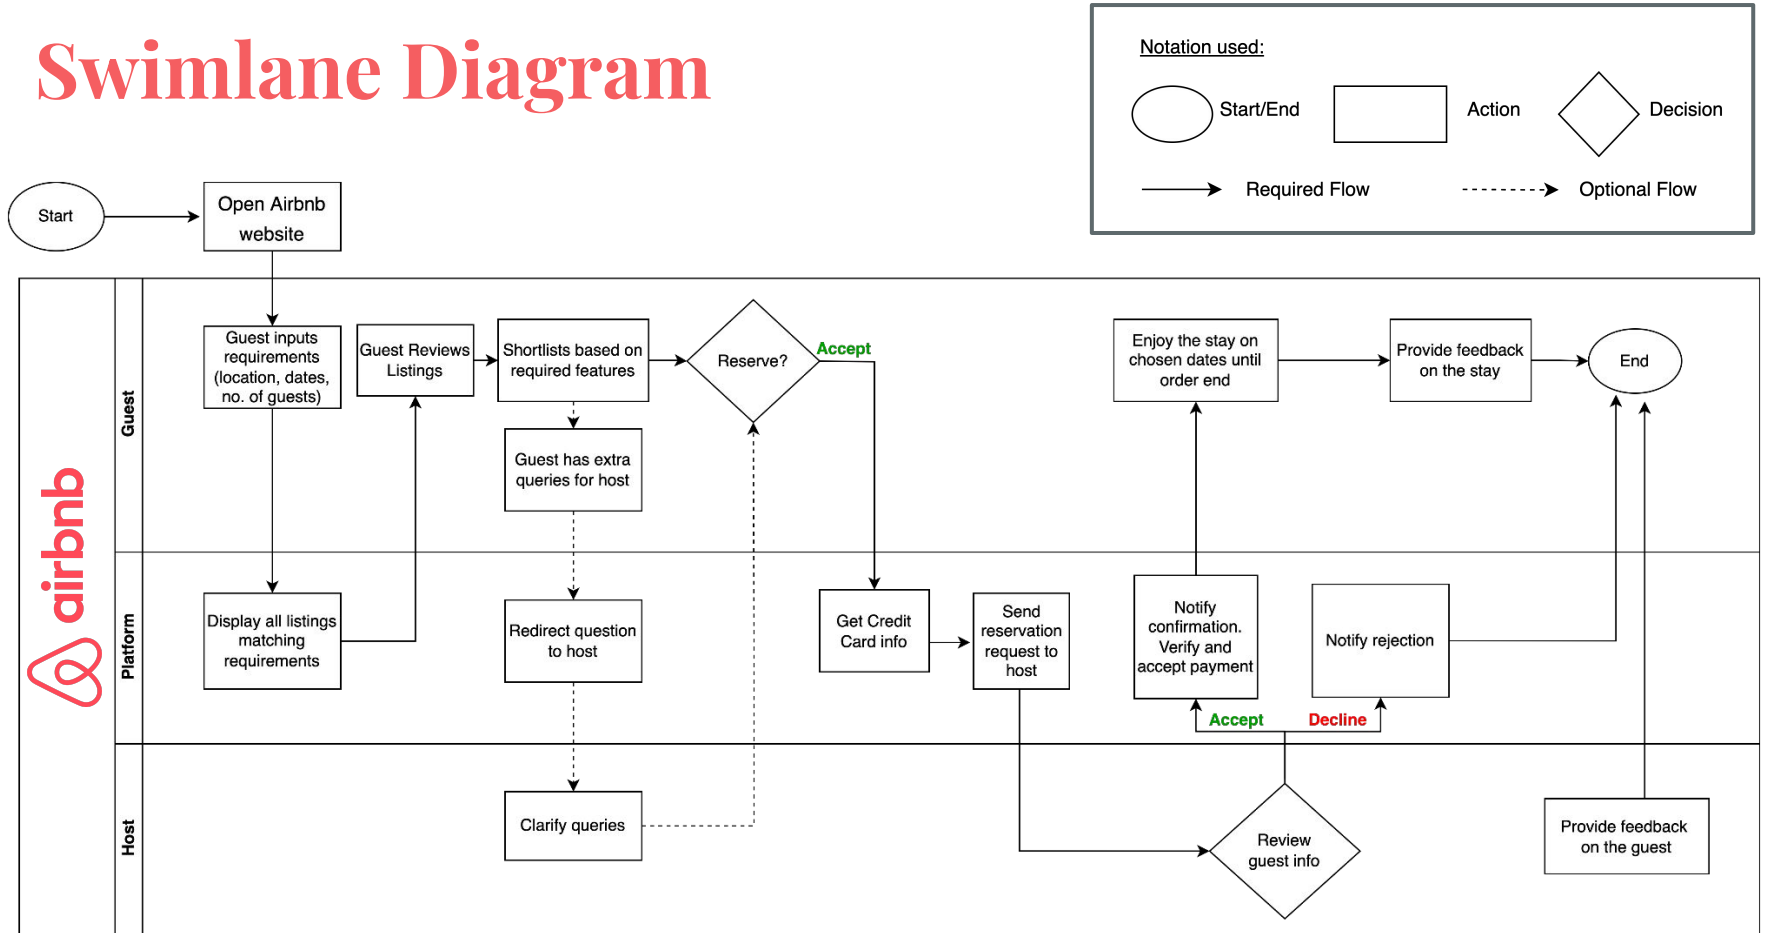 Swimlane Diagram
Notation used:
Start/End
Action
Decision
Required Flow
Optional Flow
Start
Open Airbnb
website
airbnb
Guest
Guest inputs
requirements
(location, dates,
no. of guests)
Guest Reviews
Listings
Shortlists based on
required features
Reserve?
Accept
Guest has extra
queries for host
Enjoy the stay on
chosen dates until
order end
Provide feedback
on the stay
End
Platform
Display all listings
matching
requirements
Redirect question
to host
Get Credit
Card info
Send
reservation
request to
host
Notify
confirmation.
Verify and
accept payment
Notify rejection
Accept
Decline
Host
Clarify queries
Review
guest info
Provide feedback
on the guest